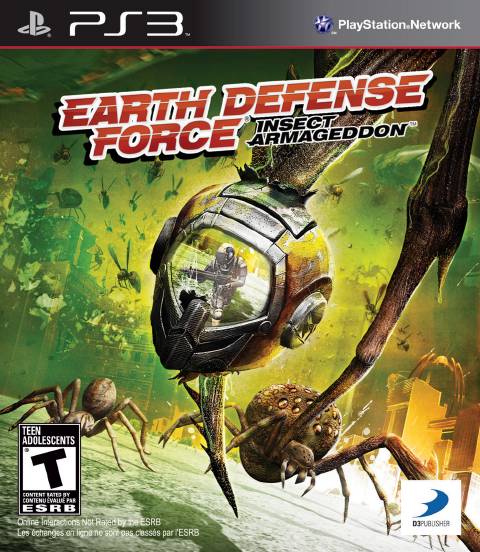 PS3
PlayStation®Network
EARTH DEFENSE
FORCE®
INSECT
ARMAGEDDON™
TEEN
ADOLESCENTS
T
CONTENT RATED BY
CONTENU ÉVALUÉ PAR
ESRB
Online Interactions Not Rated by the ESRB
Les échanges en ligne ne sont pas classés par l'ESRB
D3PUBLISHER